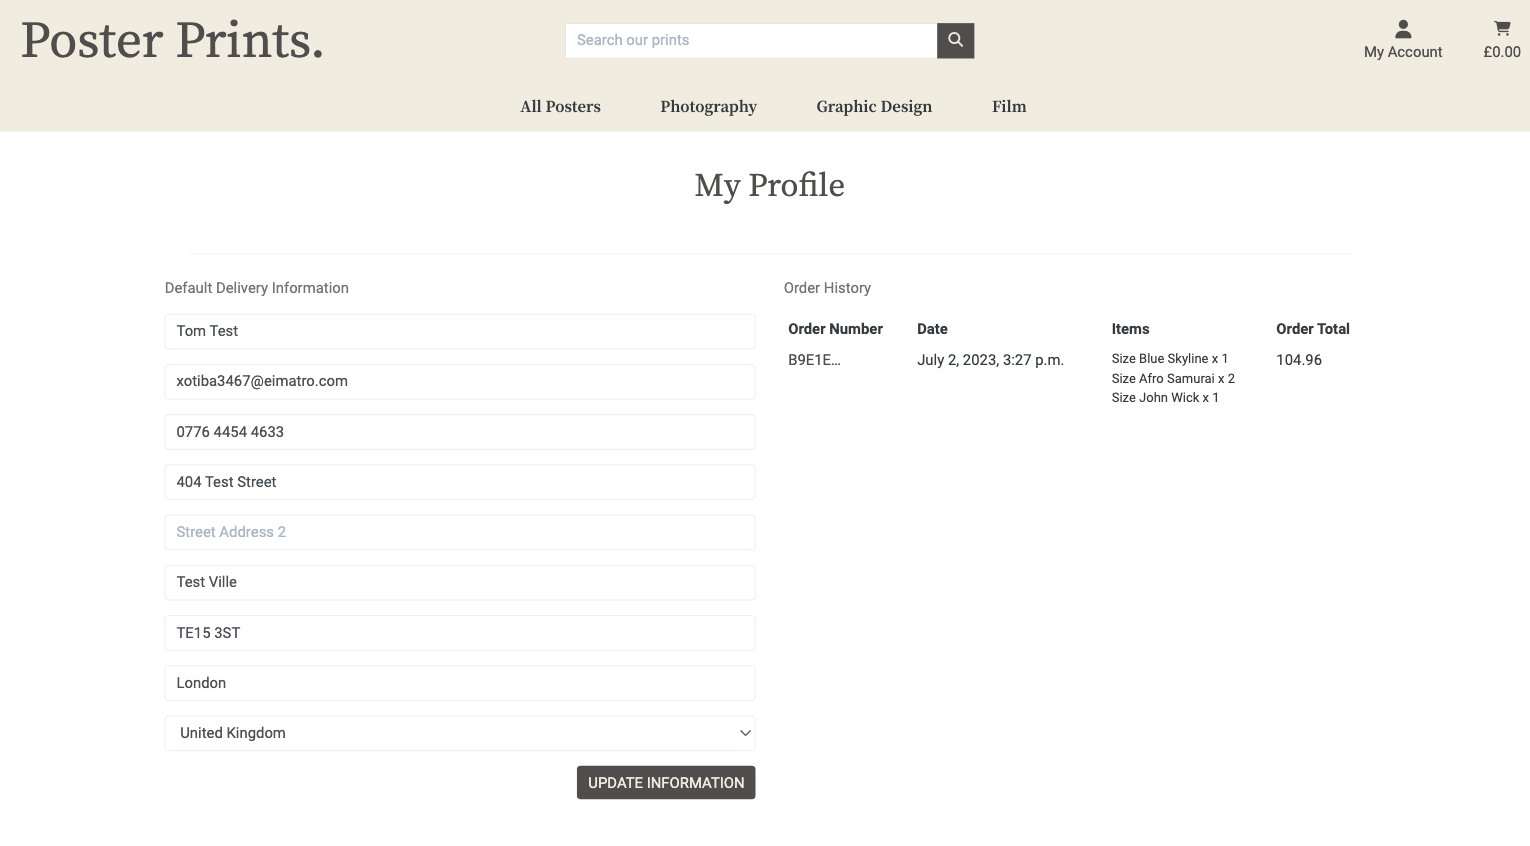 Poster Prints.
Search our prints
My Account
£0.00
All Posters
Photography
Graphic Design
Film
My Profile
Default Delivery Information
Tom Test
xotiba3467@eimatro.com
0776 4454 4633
404 Test Street
Street Address 2
Test Ville
TE15 3ST
London
United Kingdom
UPDATE INFORMATION
Order History
Order Number Date Items Order Total
B9E1E... July 2, 2023, 3:27 p.m. Size Blue Skyline x 1 104.96
Size Afro Samurai x 2
Size John Wick x 1